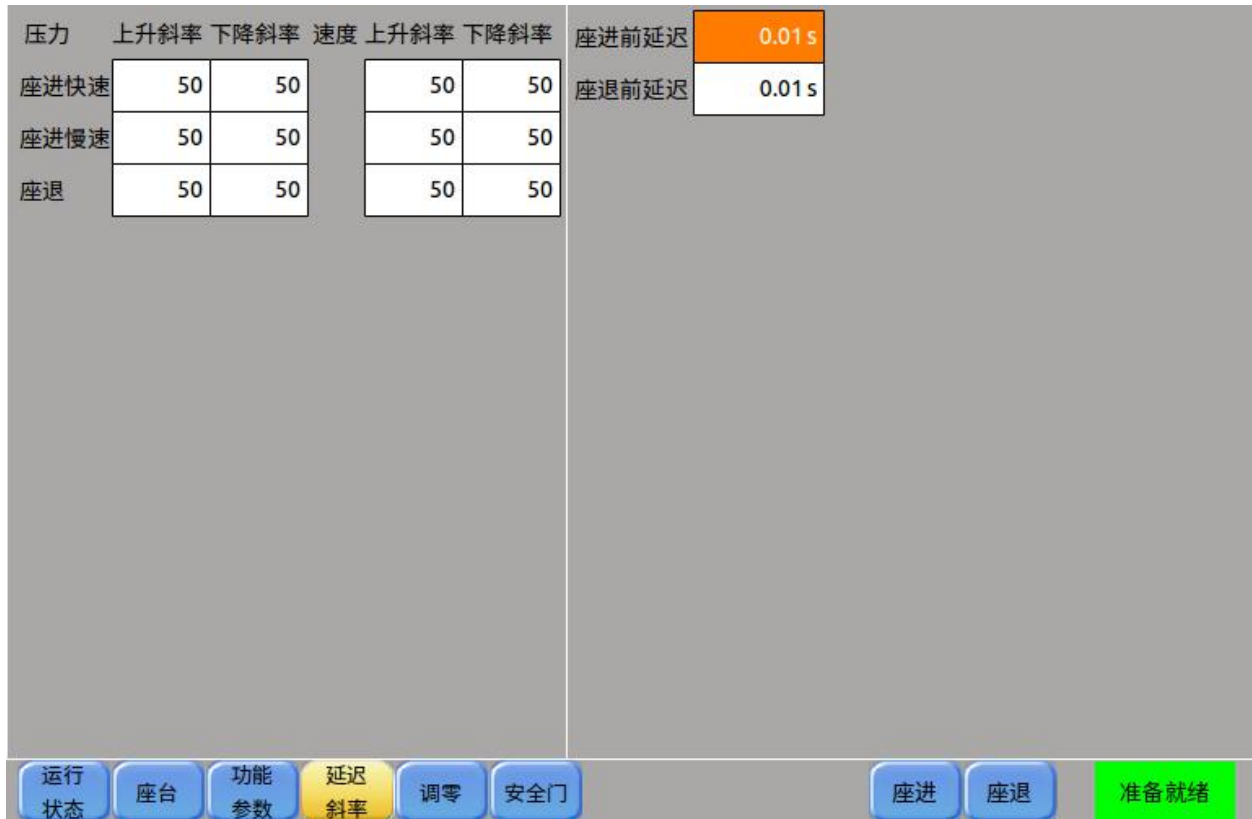 压力 上升斜率 下降斜率 速度 上升斜率 下降斜率
座进快速 50 50 50 50
座进慢速 50 50 50 50
座退 50 50 50 50
座进前延迟 0.01 s
座退前延迟 0.01 s
运行
状态
座台
功能
参数
延迟
斜率
调零
安全门
座进
座退
准备就绪